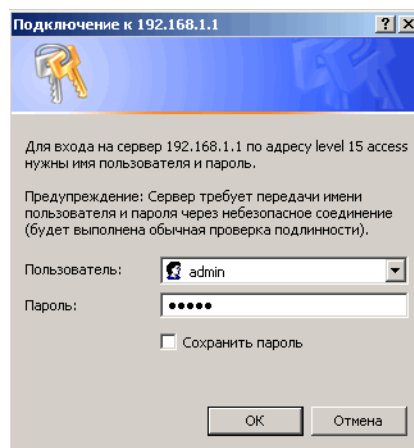 Подключение к 192.168.1.1
Для входа на сервер 192.168.1.1 по адресу level 15 access
нужны имя пользователя и пароль.
Предупреждение: Сервер требует передачи имени
пользователя и пароля через небезопасное соединение
(будет выполнена обычная проверка подлинности).
Пользователь: admin
Пароль: •••••
Сохранить пароль
ОК Отмена